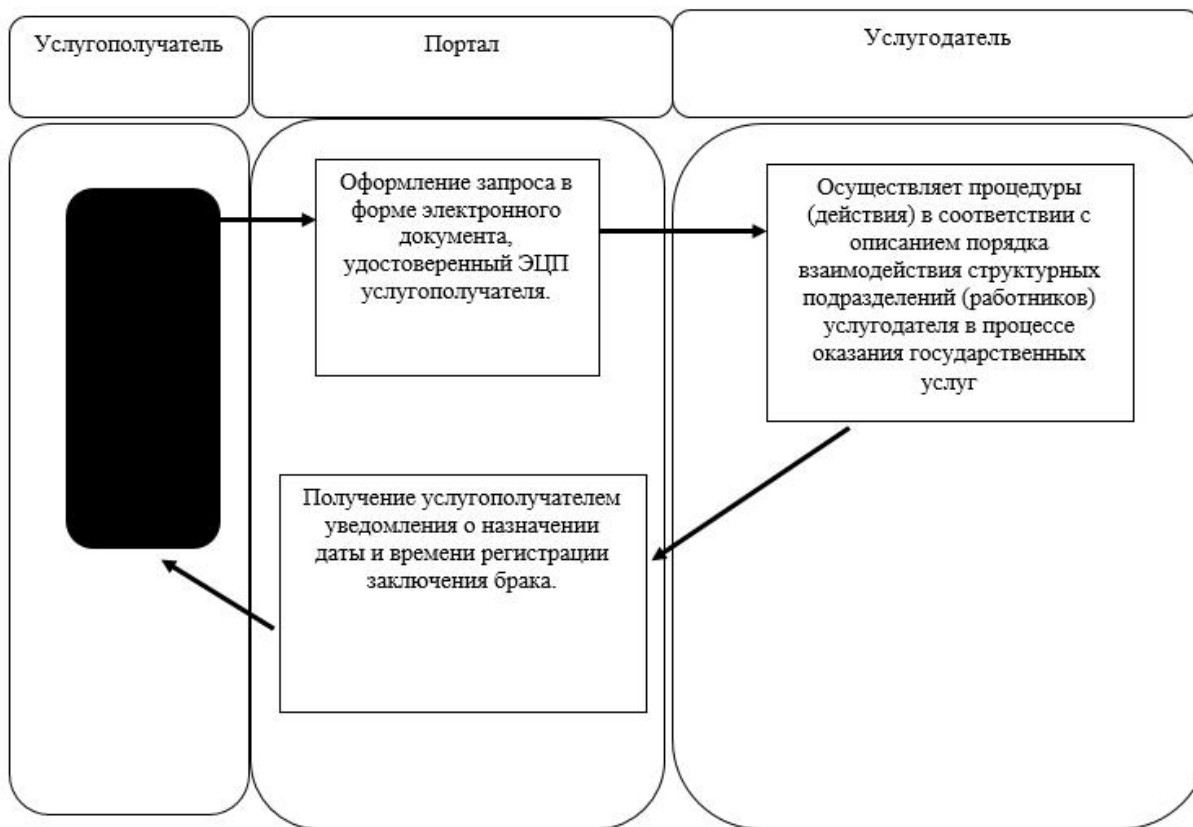 Услугополучатель
Портал
Услугодатель
Оформление запроса в
форме электронного
документа,
удостоверенный ЭЦП
услугополучателя.
Осуществляет процедуры
(действия) в соответствии с
описанием порядка
взаимодействия структурных
подразделений (работников)
услугодателя в процессе
оказания государственных
услуг
Получение услугополучателем
уведомления о назначении
даты и времени регистрации
заключения брака.